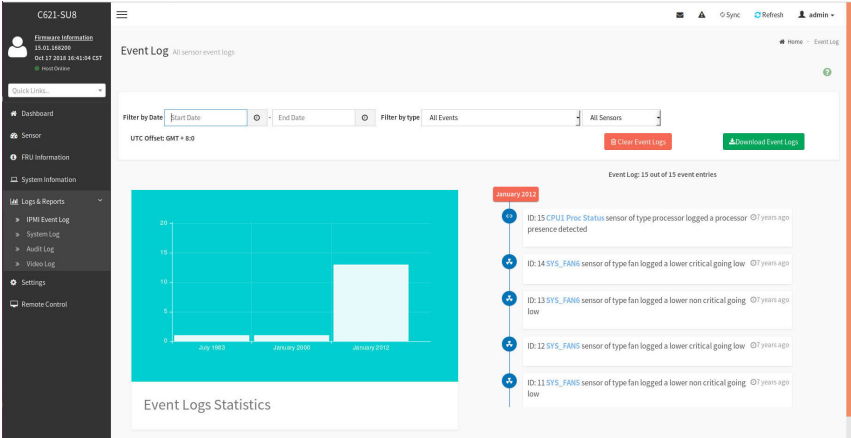 C621-SU8
Sync
Refresh
admin
Firmware Information
15.01.168200
Oct 17 2018 16:41:04 CST
Host Online
Event Log All sensor event logs
Home - Event Log
Quick Links..
Dashboard
Sensor
FRU Information
System Infomation
Logs & Reports
» IPMI Event Log
» System Log
» Audit Log
» Video Log
Settings
Remote Control
Filter by Date Start Date - End Date Filter by type All Events All Sensors
UTC Offset: GMT + 8:0
Clear Event Logs
Download Event Logs
Event Log: 15 out of 15 event entries
20
15
10
5
0
July 1983
January 2006
January 2012
Event Logs Statistics
January 2012
ID: 15 CPU1 Proc Status sensor of type processor logged a processor 7 years ago
presence detected
ID: 14 SYS_FAN6 sensor of type fan logged a lower critical going low 7 years ago
ID: 13 SYS_FAN6 sensor of type fan logged a lower non critical going 7 years ago
low
ID: 12 SYS_FAN5 sensor of type fan logged a lower critical going low 7 years ago
ID: 11 SYS_FAN5 sensor of type fan logged a lower non critical going 7 years ago
low